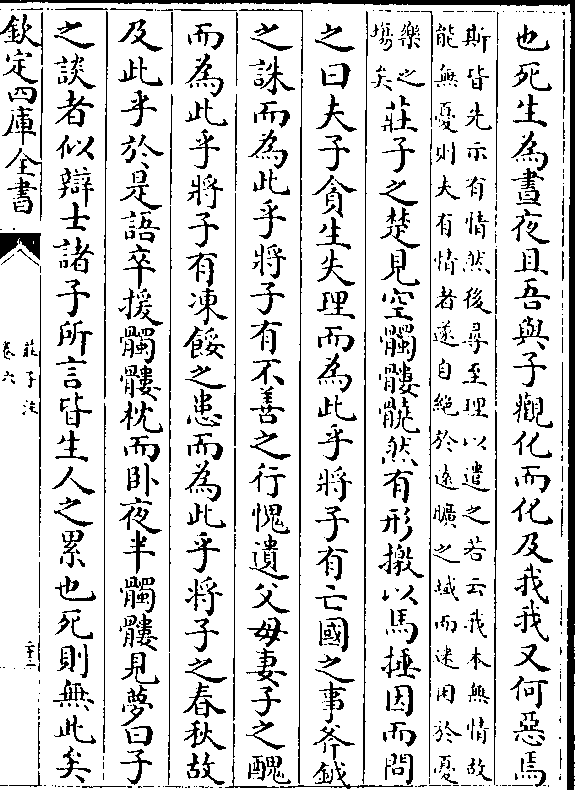 也死生為晝夜且吾與子觀化而化及我我又何惡焉
斯皆先示有情然後尋至理以遣之若云我本無情故
能無憂則夫有情者遂自絕於遠曠之域而迷困於憂
樂之
塲矣
莊子之楚見空髑髏髐然有形撽以馬捶因而問
之曰夫子貪生失理而為此乎將子有亡國之事斧鉞
之誅而為此乎將子有不善之行愧遺父母妻子之醜
而為此乎將子有凍餒之患而為此乎將子之春秋故
及此乎於是語卒援髑髏枕而卧夜半髑髏見夢曰子
之談者似辯士諸子所言皆生人之累也死則無此矣
欽定四庫全書
莊子注
卷六